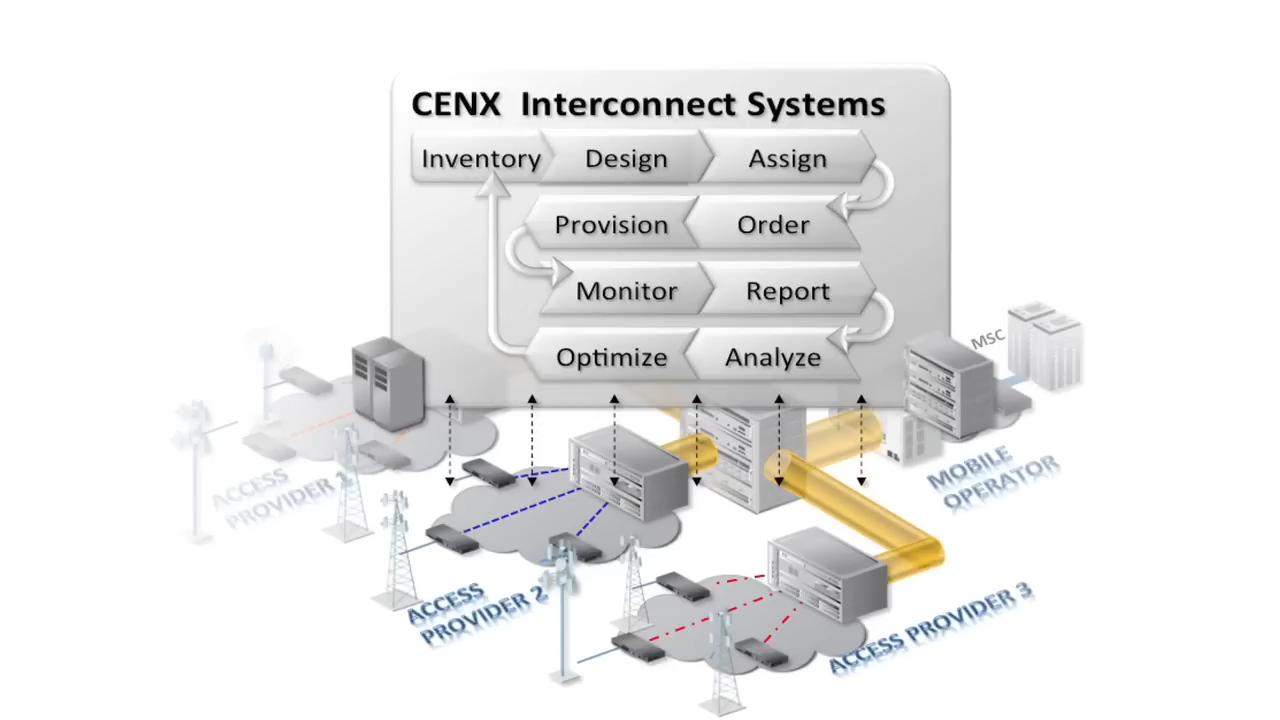 CENX Interconnect Systems
Inventory
Design
Assign
Provision
Order
Monitor
Report
Optimize
Analyze
MSC
ACCESS
PROVIDER 1
MOBILE
OPERATOR
ACCESS
PROVIDER 2
ACCESS PROVIDER 3